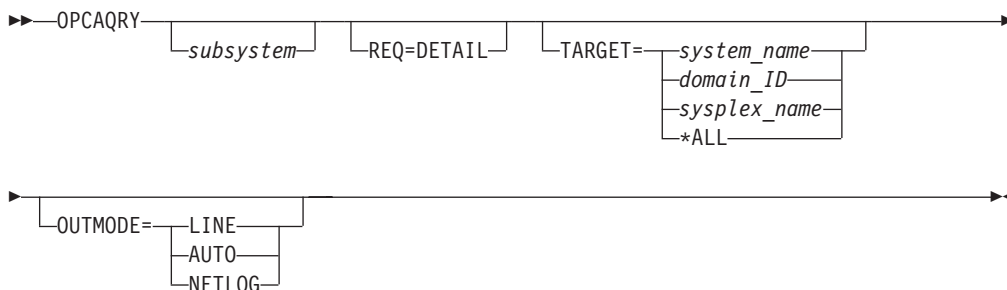 OPCAQRY
subsystem REQ=DETAIL TARGET= system_name
domain_ID
sysplex_name
*ALL
OUTMODE= LINE
AUTO
NETLOG